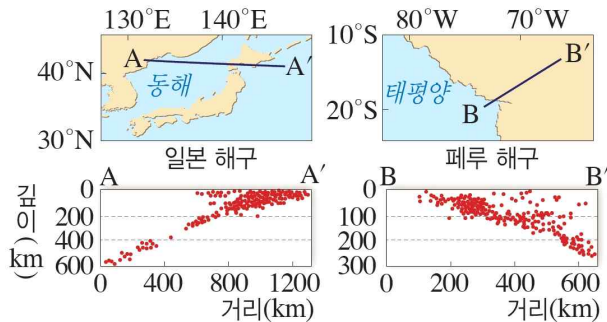 130°E 140°E
40°N
30°N
A A′
동해
일본 해구
80°W 70°W
10°S
20°S
B B′
태평양
페루 해구
A A′
깊이(km)
0
200
400
600
0 400 800 1200
거리(km)
B B′
0
100
200
300
0 200 400 600
거리(km)